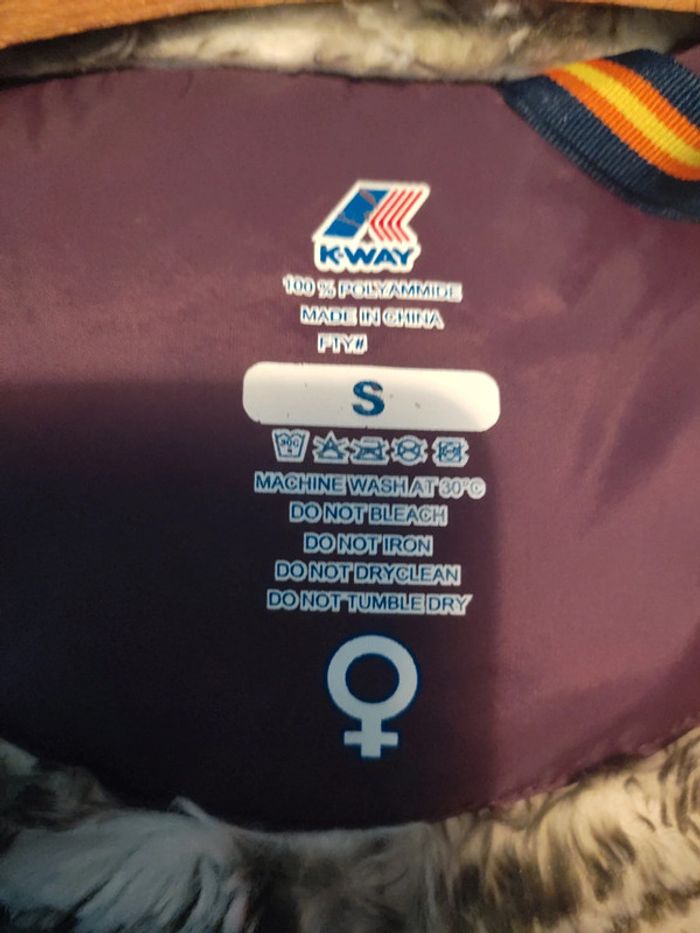 K-WAY
100 % POLYAMMIDE
MADE IN CHINA
FTY#
S
30C
MACHINE WASH AT 30°C
DO NOT BLEACH
DO NOT IRON
DO NOT DRYCLEAN
DO NOT TUMBLE DRY